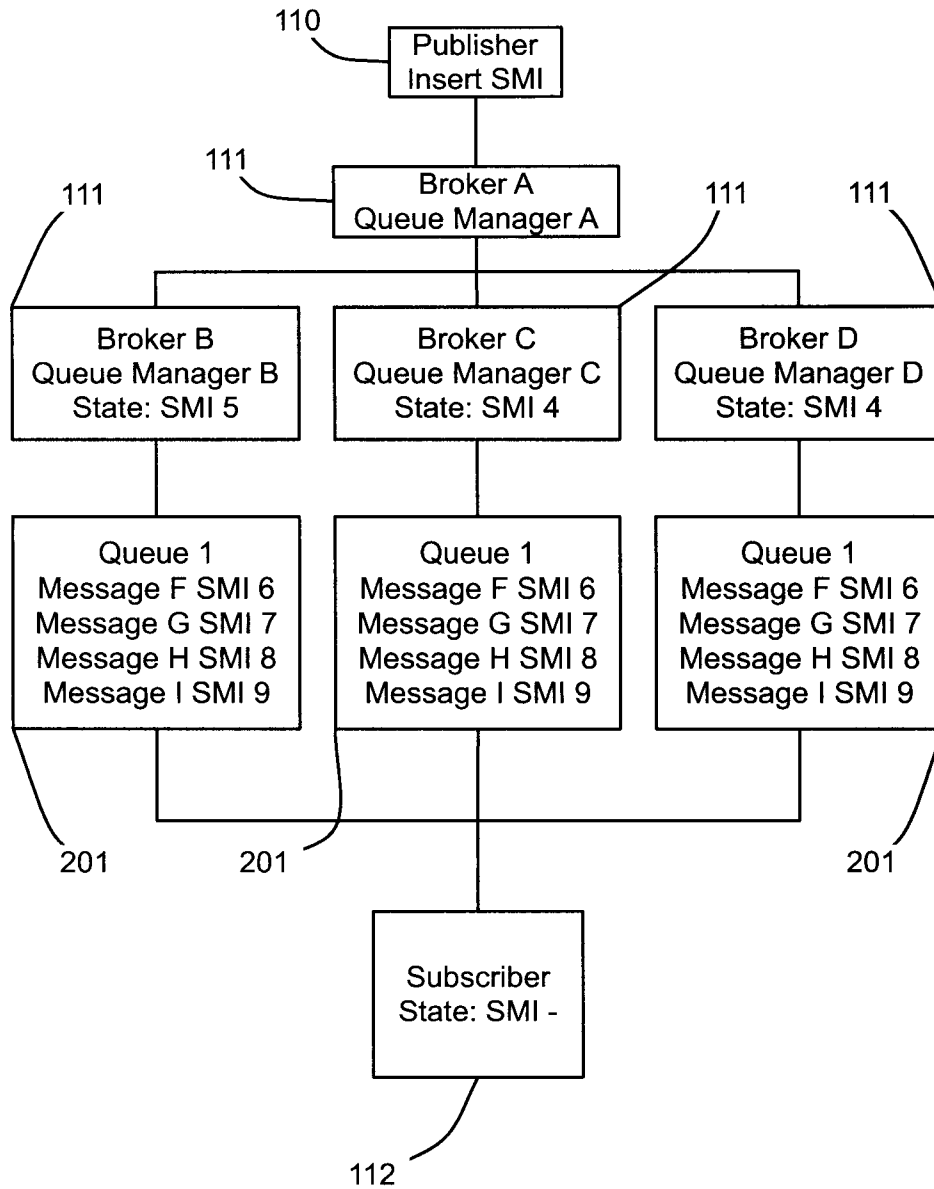 110
Publisher
Insert SMI
111
Broker A
Queue Manager A
111
111
111
Broker B
Queue Manager B
State: SMI 5
Broker C
Queue Manager C
State: SMI 4
Broker D
Queue Manager D
State: SMI 4
Queue 1
Message F SMI 6
Message G SMI 7
Message H SMI 8
Message I SMI 9
Queue 1
Message F SMI 6
Message G SMI 7
Message H SMI 8
Message I SMI 9
Queue 1
Message F SMI 6
Message G SMI 7
Message H SMI 8
Message I SMI 9
201
201
201
Subscriber
State: SMI -
112